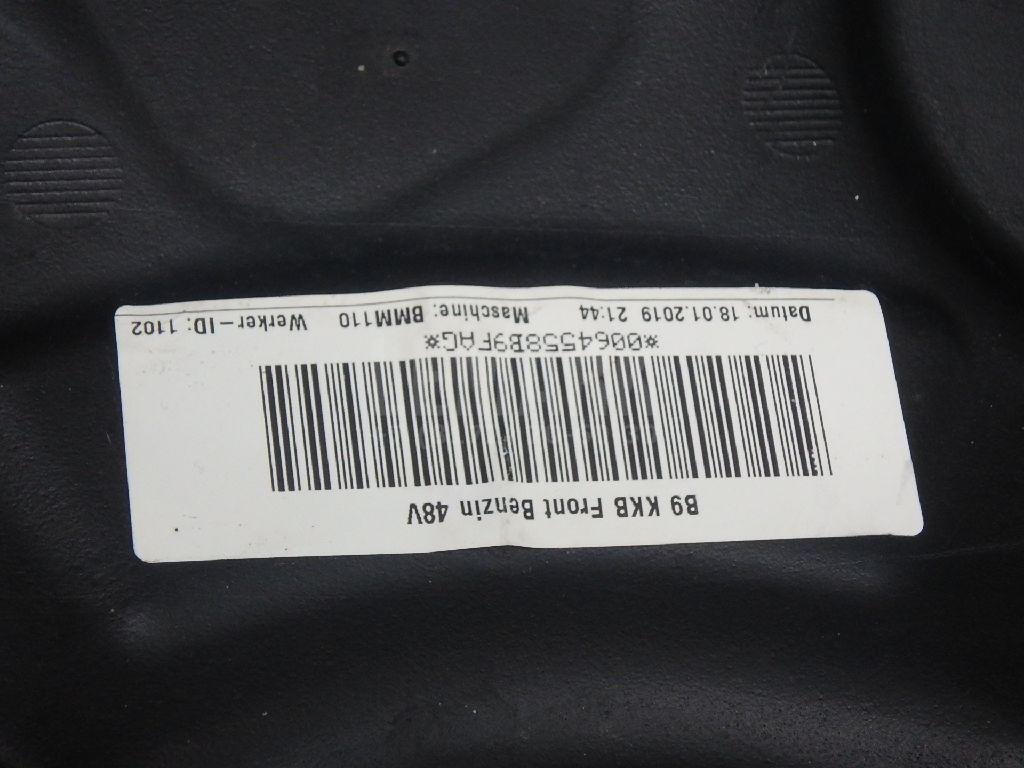 B9 KKB Front Benzin 48V
*0064558B9FAG*
Datum: 18.01.2019 21:44 Maschine: BMM110 Werker-ID: 1102